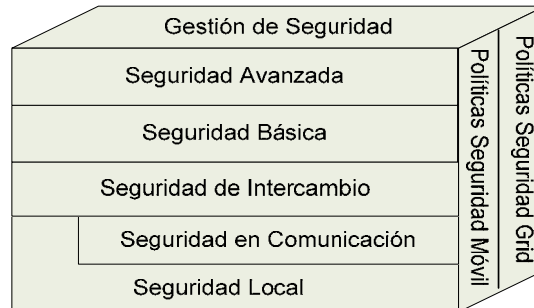 Gestión de Seguridad
Seguridad Avanzada
Seguridad Básica
Seguridad de Intercambio
Seguridad en Comunicación
Seguridad Local
Políticas Seguridad Móvil
Políticas Seguridad Grid